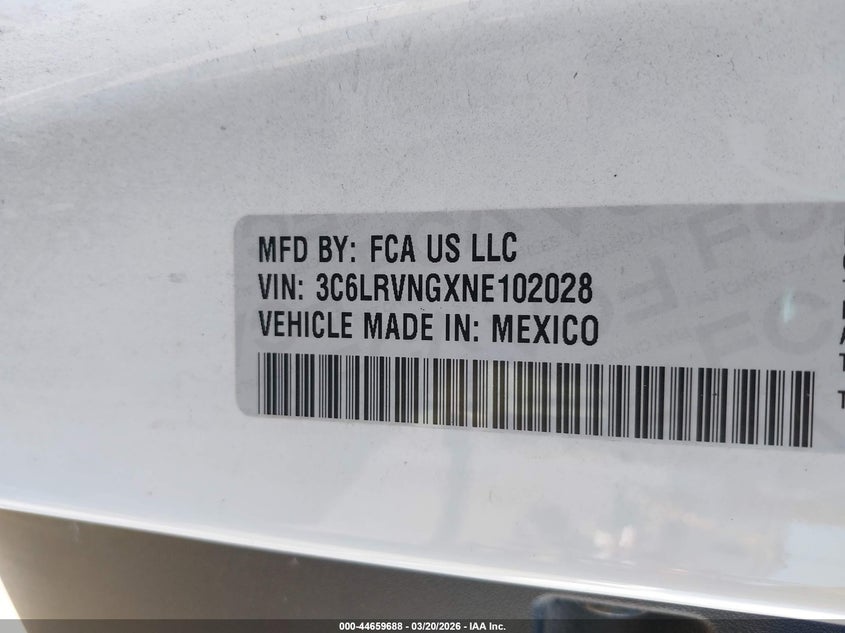 MFD BY: FCA US LLC
VIN: 3C6LRVNGXNE102028
VEHICLE MADE IN: MEXICO
000-44659688 - 03/20/2026 - IAA Inc.